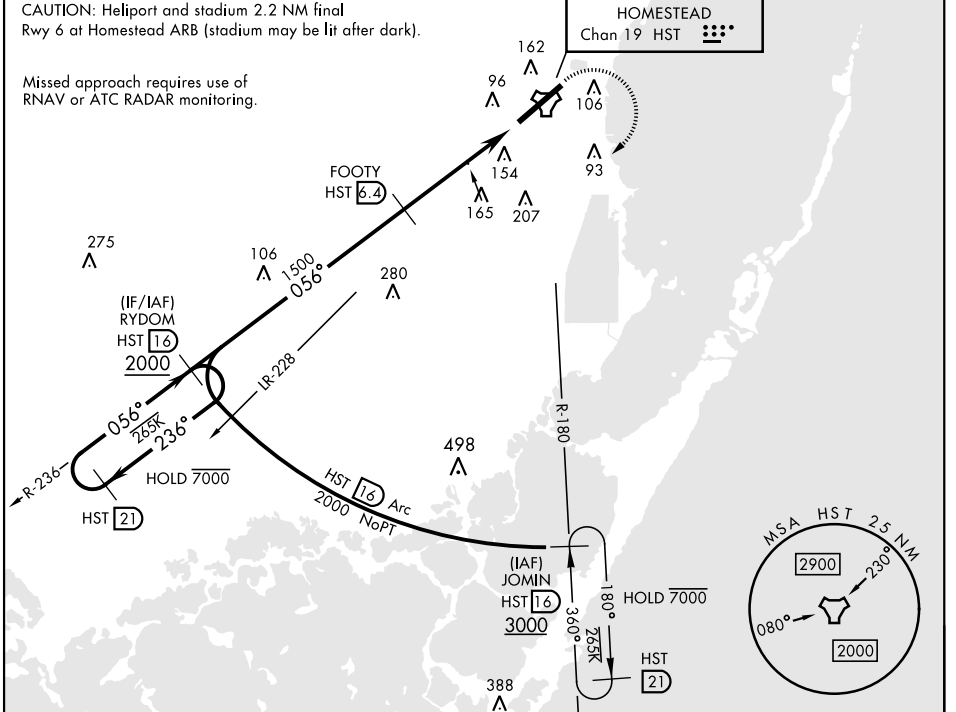 CAUTION: Heliport and stadium 2.2 NM final
Rwy 6 at Homestead ARB (stadium may be lit after dark).
HOMESTEAD
Chan 19 HST
Missed approach requires use of
RNAV or ATC RADAR monitoring.
162
96
106
154
93
FOOTY
HST 6.4
165
207
275
106
1500
056°
280
(IF/IAF)
RYDOM
HST 16
2000
LR-228
056°
265K
236°
R-180
R-236
HOLD 7000
HST 21
498
HST 16 Arc
2000 NoPT
(IAF)
JOMIN
HST 16
3000
360°
180°
265K
HOLD 7000
HST
21
388
MSA HST 25 NM
2900
230°
080°
2000